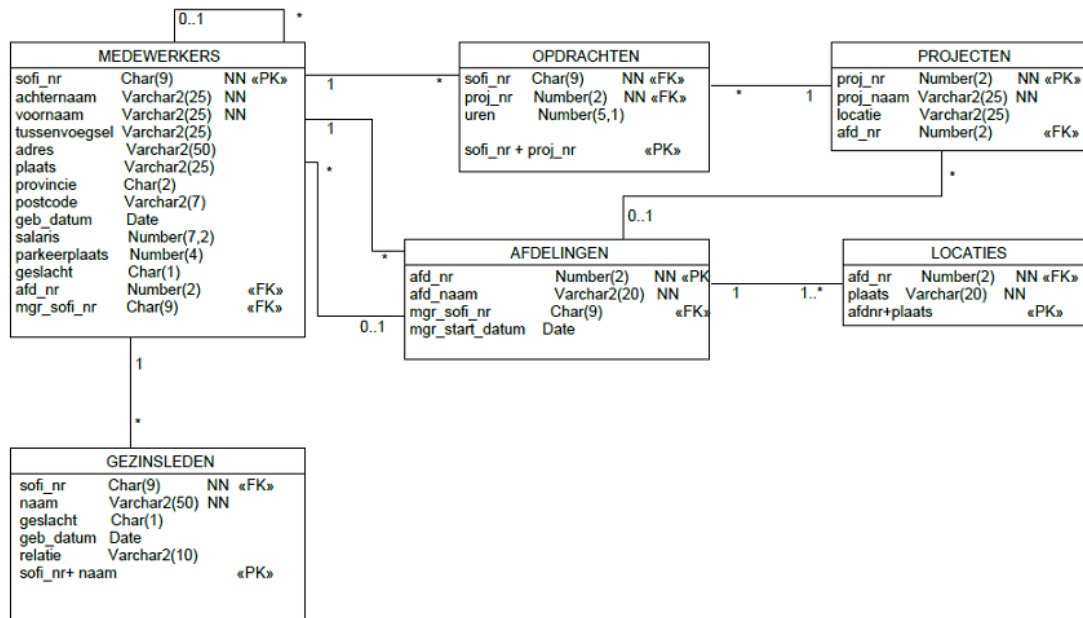 0..1 *
MEDEWERKERS
sofi_nr Char(9) NN «PK»
achternaam Varchar2(25) NN
voornaam Varchar2(25) NN
tussenvoegsel Varchar2(25)
adres Varchar2(50)
plaats Varchar2(25)
provincie Char(2)
postcode Varchar2(7)
geb_datum Date
salaris Number(7,2)
parkeerplaats Number(4)
geslacht Char(1)
afd_nr Number(2) «FK»
mgr_sofi_nr Char(9) «FK»
1 *
1
*
*
0..1
OPDRACHTEN
sofi_nr Char(9) NN «FK»
proj_nr Number(2) NN «FK»
uren Number(5,1)
sofi_nr + proj_nr «PK»
* 1
PROJECTEN
proj_nr Number(2) NN «PK»
proj_naam Varchar2(25) NN
locatie Varchar2(25)
afd_nr Number(2) «FK»
*
0..1
AFDELINGEN
afd_nr Number(2) NN «PK
afd_naam Varchar2(20) NN
mgr_sofi_nr Char(9) «FK»
mgr_start_datum Date
1 1..*
LOCATIES
afd_nr Number(2) NN «FK»
plaats Varchar(20) NN
afdnr+plaats «PK»
1
*
GEZINSLEDEN
sofi_nr Char(9) NN «FK»
naam Varchar2(50) NN
geslacht Char(1)
geb_datum Date
relatie Varchar2(10)
sofi_nr+ naam «PK»